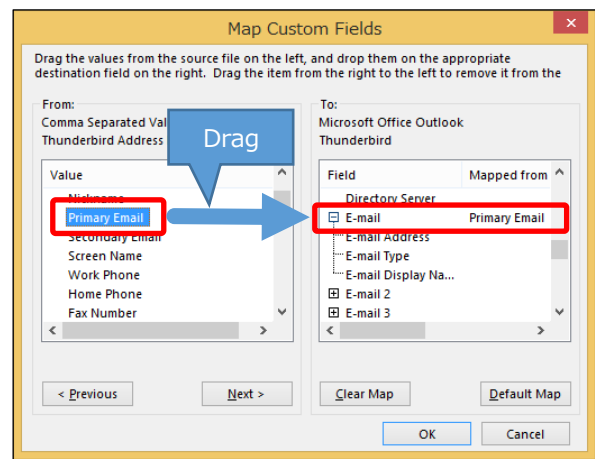 Map Custom Fields
Drag the values from the source file on the left, and drop them on the appropriate
destination field on the right. Drag the item from the right to the left to remove it from the
From:
Comma Separated Val
Thunderbird Address
Drag
Value
Nickname
Primary Email
Secondary Email
Screen Name
Work Phone
Home Phone
Fax Number
< Previous
Next >
To:
Microsoft Office Outlook
Thunderbird
Field Mapped from
Directory Server
E-mail Primary Email
E-mail Address
E-mail Type
E-mail Display Na...
E-mail 2
E-mail 3
Clear Map
Default Map
OK
Cancel